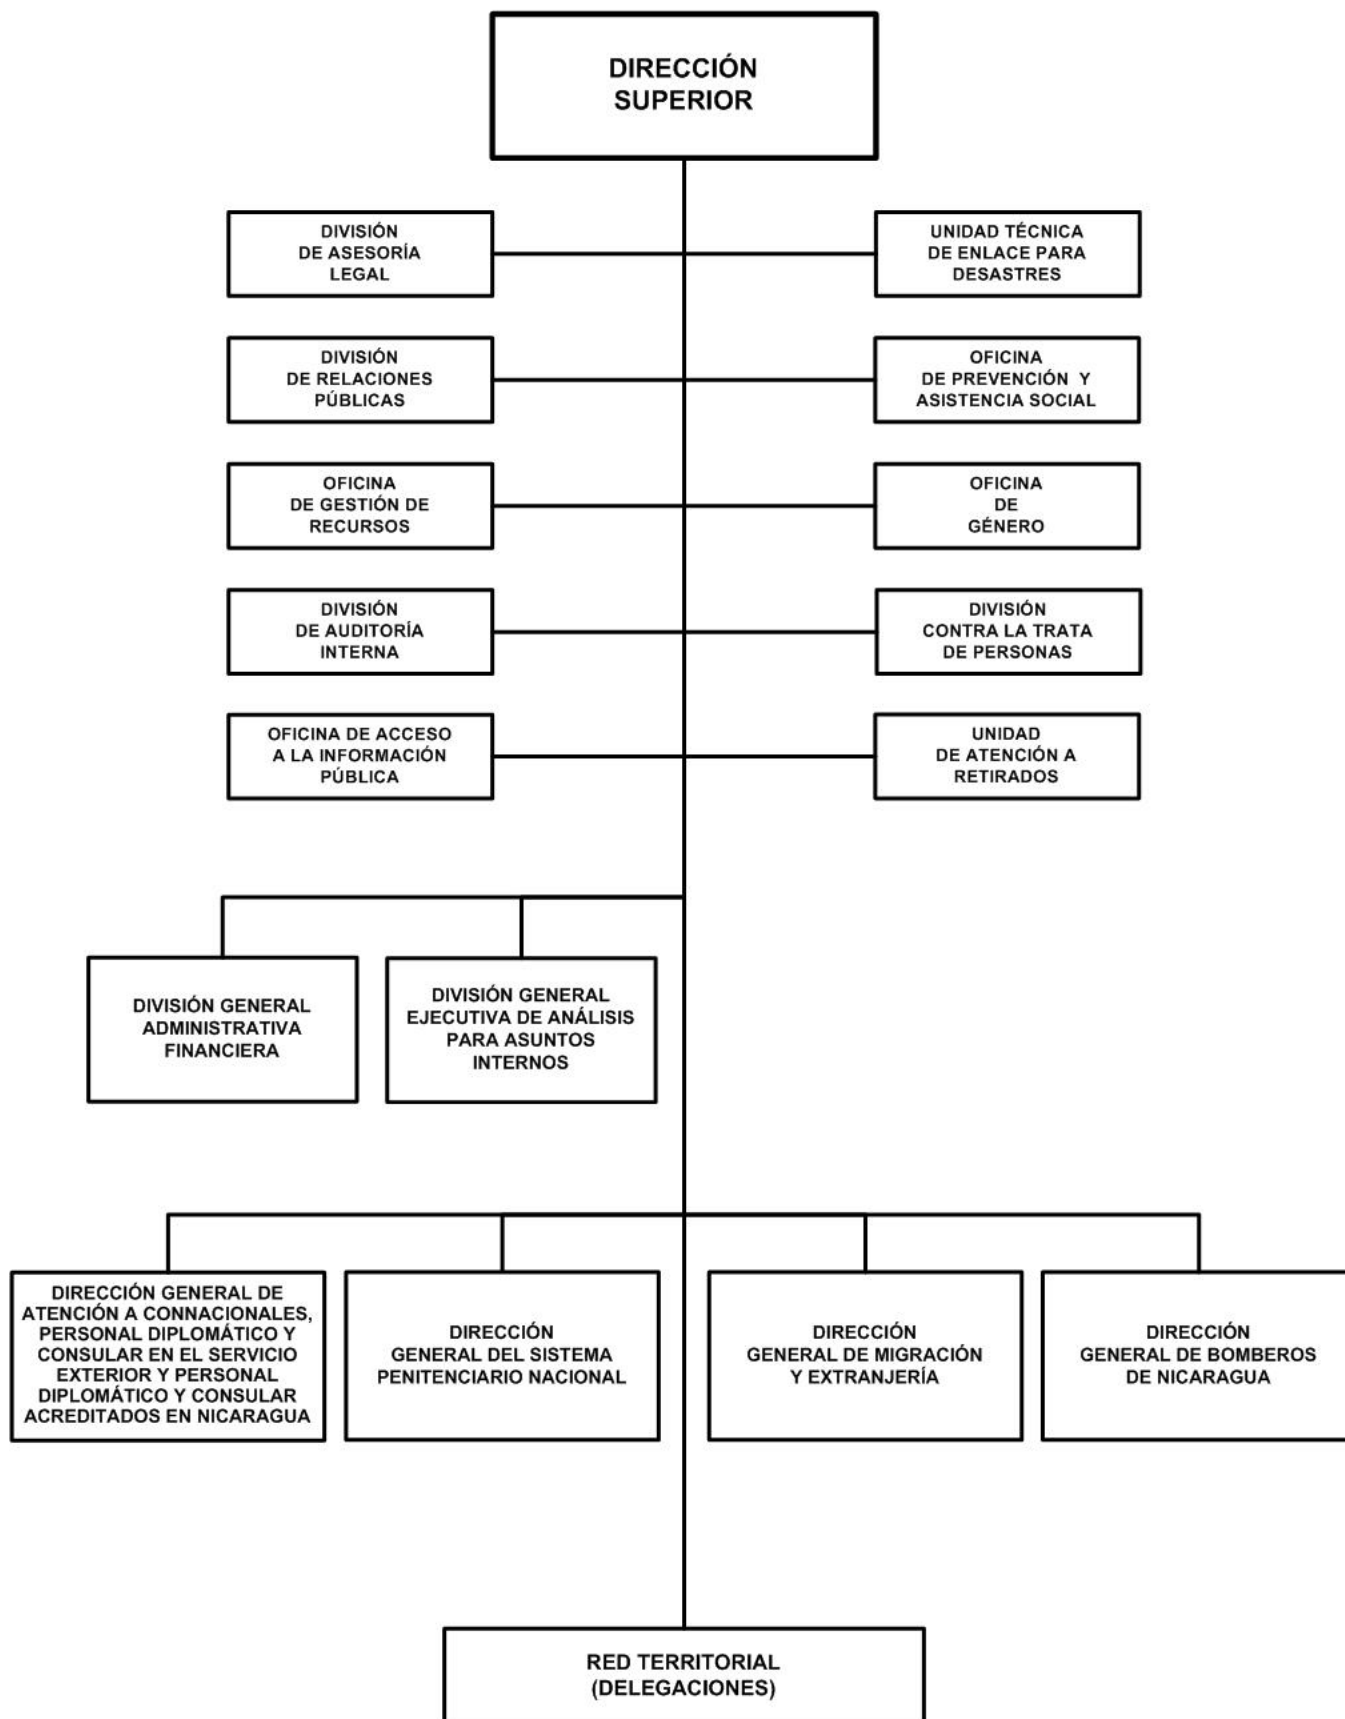 DIRECCIÓN
SUPERIOR
DIVISIÓN
DE ASESORÍA
LEGAL
UNIDAD TÉCNICA
DE ENLACE PARA
DESASTRES
DIVISIÓN
DE RELACIONES
PÚBLICAS
OFICINA
DE PREVENCIÓN Y
ASISTENCIA SOCIAL
OFICINA
DE GESTIÓN DE
RECURSOS
OFICINA
DE
GÉNERO
DIVISIÓN
DE AUDITORÍA
INTERNA
DIVISIÓN
CONTRA LA TRATA
DE PERSONAS
OFICINA DE ACCESO
A LA INFORMACIÓN
PÚBLICA
UNIDAD
DE ATENCIÓN A
RETIRADOS
DIVISIÓN GENERAL
ADMINISTRATIVA
FINANCIERA
DIVISIÓN GENERAL
EJECUTIVA DE ANÁLISIS
PARA ASUNTOS
INTERNOS
DIRECCIÓN GENERAL DE
ATENCIÓN A CONNACIONALES,
PERSONAL DIPLOMÁTICO Y
CONSULAR EN EL SERVICIO
EXTERIOR Y PERSONAL
DIPLOMÁTICO Y CONSULAR
ACREDITADOS EN NICARAGUA
DIRECCIÓN
GENERAL DEL SISTEMA
PENITENCIARIO NACIONAL
DIRECCIÓN
GENERAL DE MIGRACIÓN
Y EXTRANJERÍA
DIRECCIÓN
GENERAL DE BOMBEROS
DE NICARAGUA
RED TERRITORIAL
(DELEGACIONES)